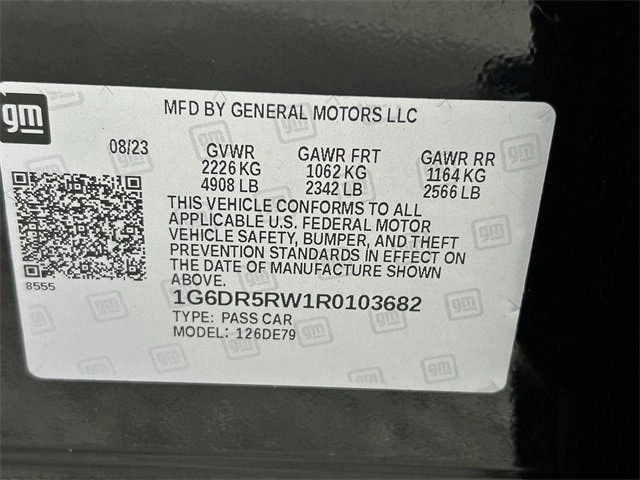 gm
MFD BY GENERAL MOTORS LLC
08/23 GVWR GAWR FRT GAWR RR
2226 KG 1062 KG 1164 KG
4908 LB 2342 LB 2566 LB
THIS VEHICLE CONFORMS TO ALL
APPLICABLE U.S. FEDERAL MOTOR
VEHICLE SAFETY, BUMPER, AND THEFT
PREVENTION STANDARDS IN EFFECT ON
THE DATE OF MANUFACTURE SHOWN
ABOVE.
8555
1G6DR5RW1R0103682
TYPE: PASS CAR
MODEL: 126DE79